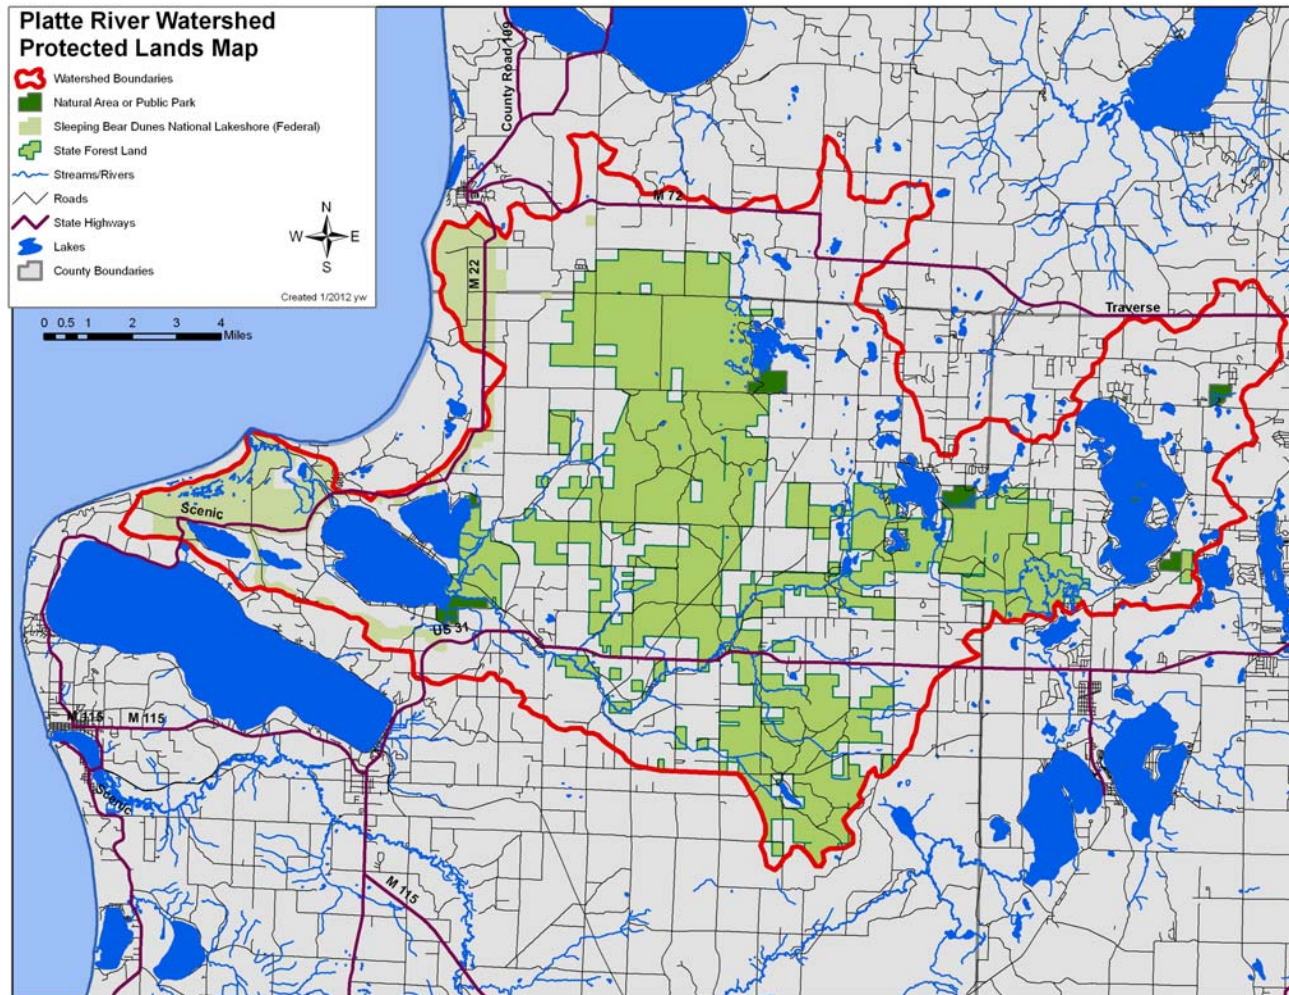 Platte River Watershed
Protected Lands Map
Watershed Boundaries
Natural Area or Public Park
Sleeping Bear Dunes National Lakeshore (Federal)
State Forest Land
Streams/Rivers
Roads
State Highways
Lakes
County Boundaries
N
W E
S
Created 1/2012 yw
0 0.5 1 2 3 4
Miles
County Road 109
M 72
M 22
Traverse
Scenic
US 31
M 115
M 115
Scenic
M 115